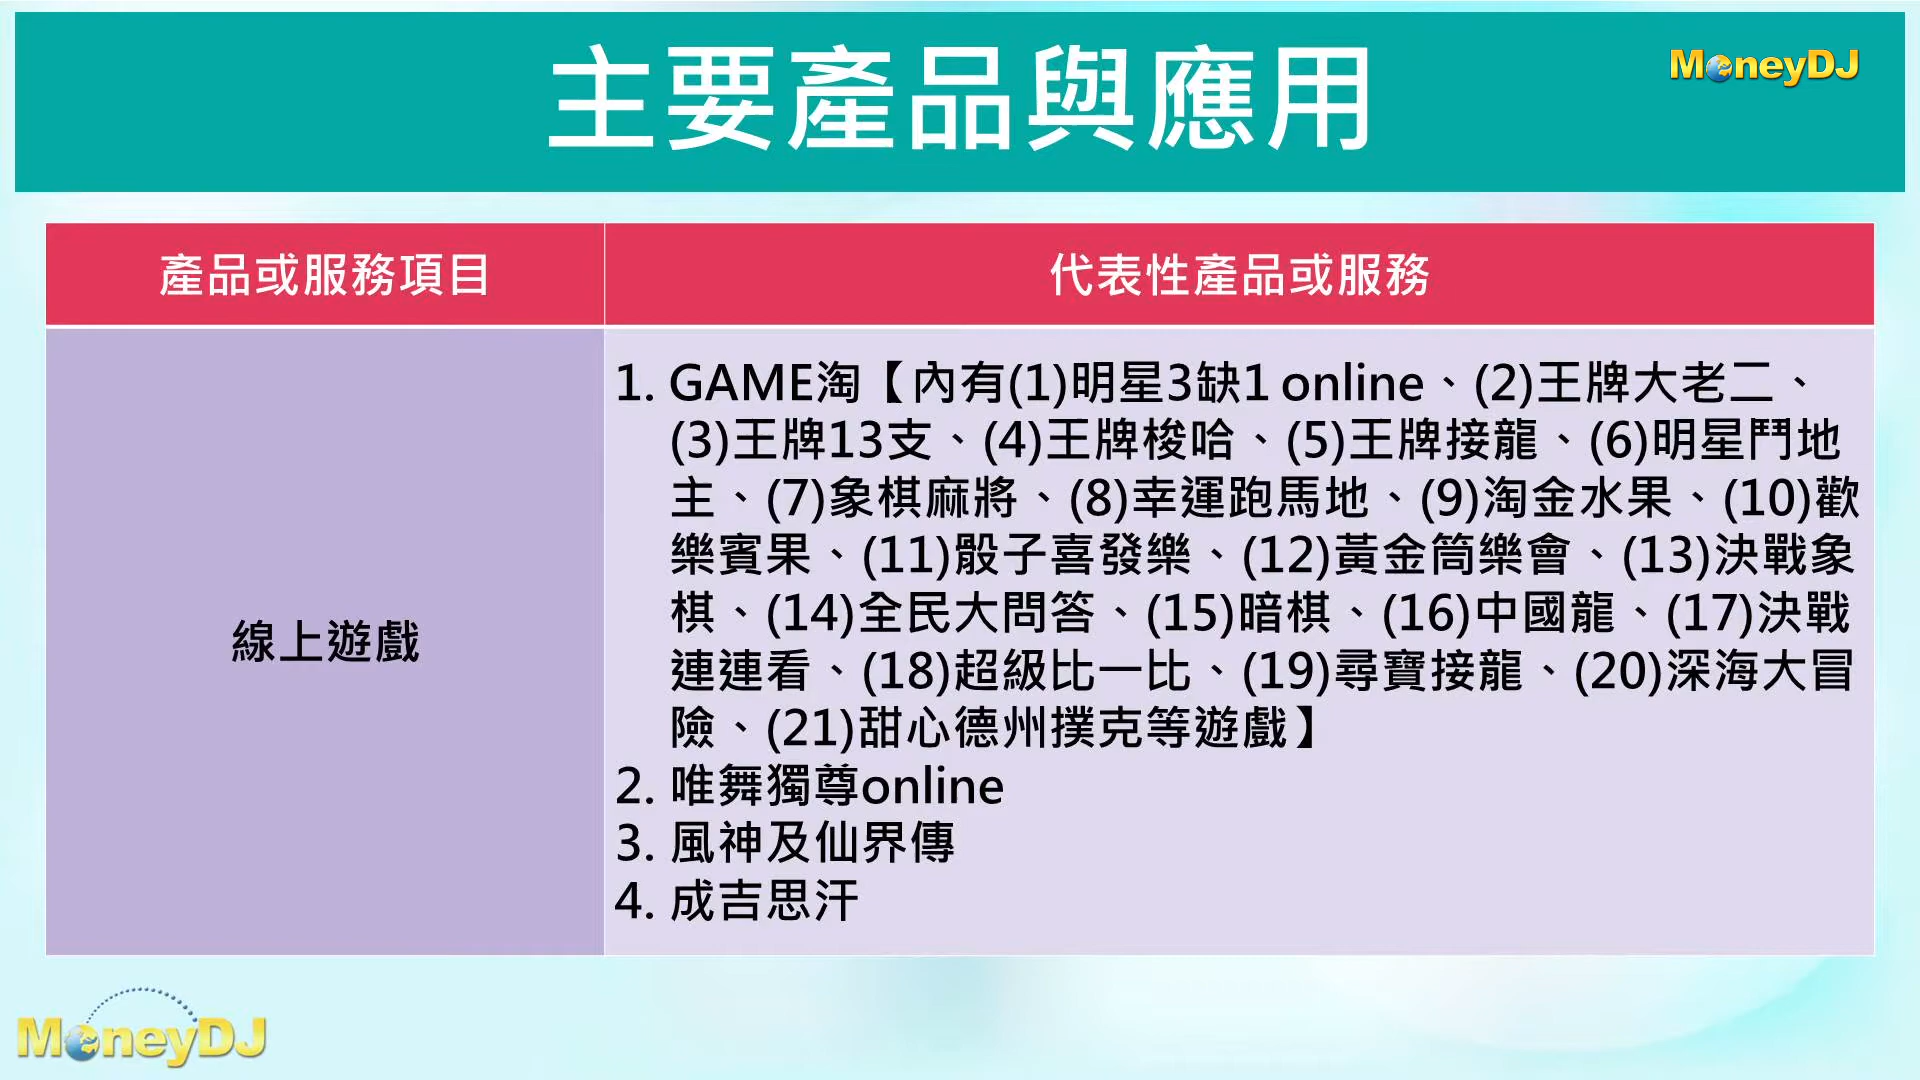 主要產品與應用
MoneyDJ
產品或服務項目
代表性產品或服務
線上遊戲
1. GAME淘【內有(1)明星3缺1 online、(2)王牌大老二、
(3)王牌13支、(4)王牌梭哈、(5)王牌接龍、(6)明星鬥地
主、(7)象棋麻將、(8)幸運跑馬地、(9)淘金水果、(10)歡
樂賓果、(11)骰子喜發樂、(12)黃金筒樂會、(13)決戰象
棋、(14)全民大問答、(15)暗棋、(16)中國龍、(17)決戰
連連看、(18)超級比一比、(19)尋寶接龍、(20)深海大冒
險、(21)甜心德州撲克等遊戲】
2. 唯舞獨尊online
3. 風神及仙界傳
4. 成吉思汗
MoneyDJ